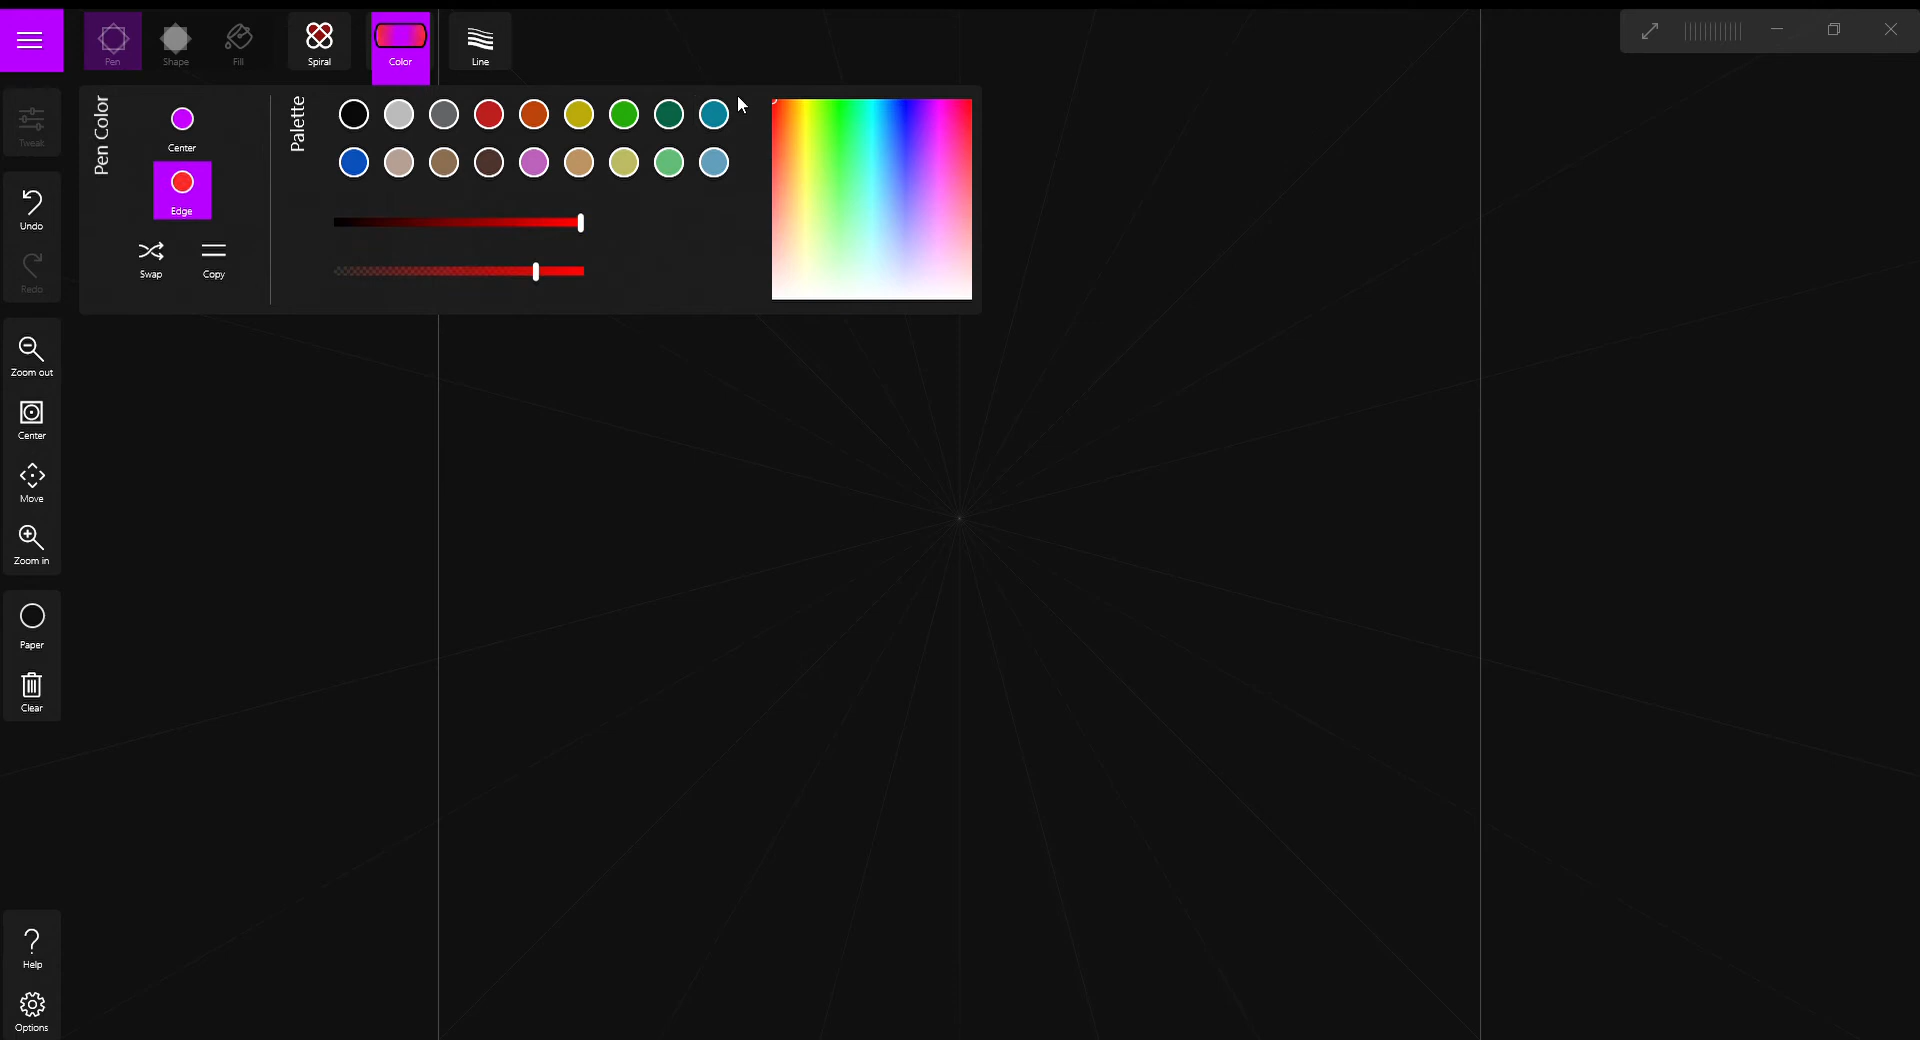 Pen
Shape
Fill
Spiral
Color
Line
Tweak
Undo
Redo
Zoom out
Center
Move
Zoom in
Paper
Clear
Help
Options
Pen Color
Center
Edge
Swap
Copy
Palette